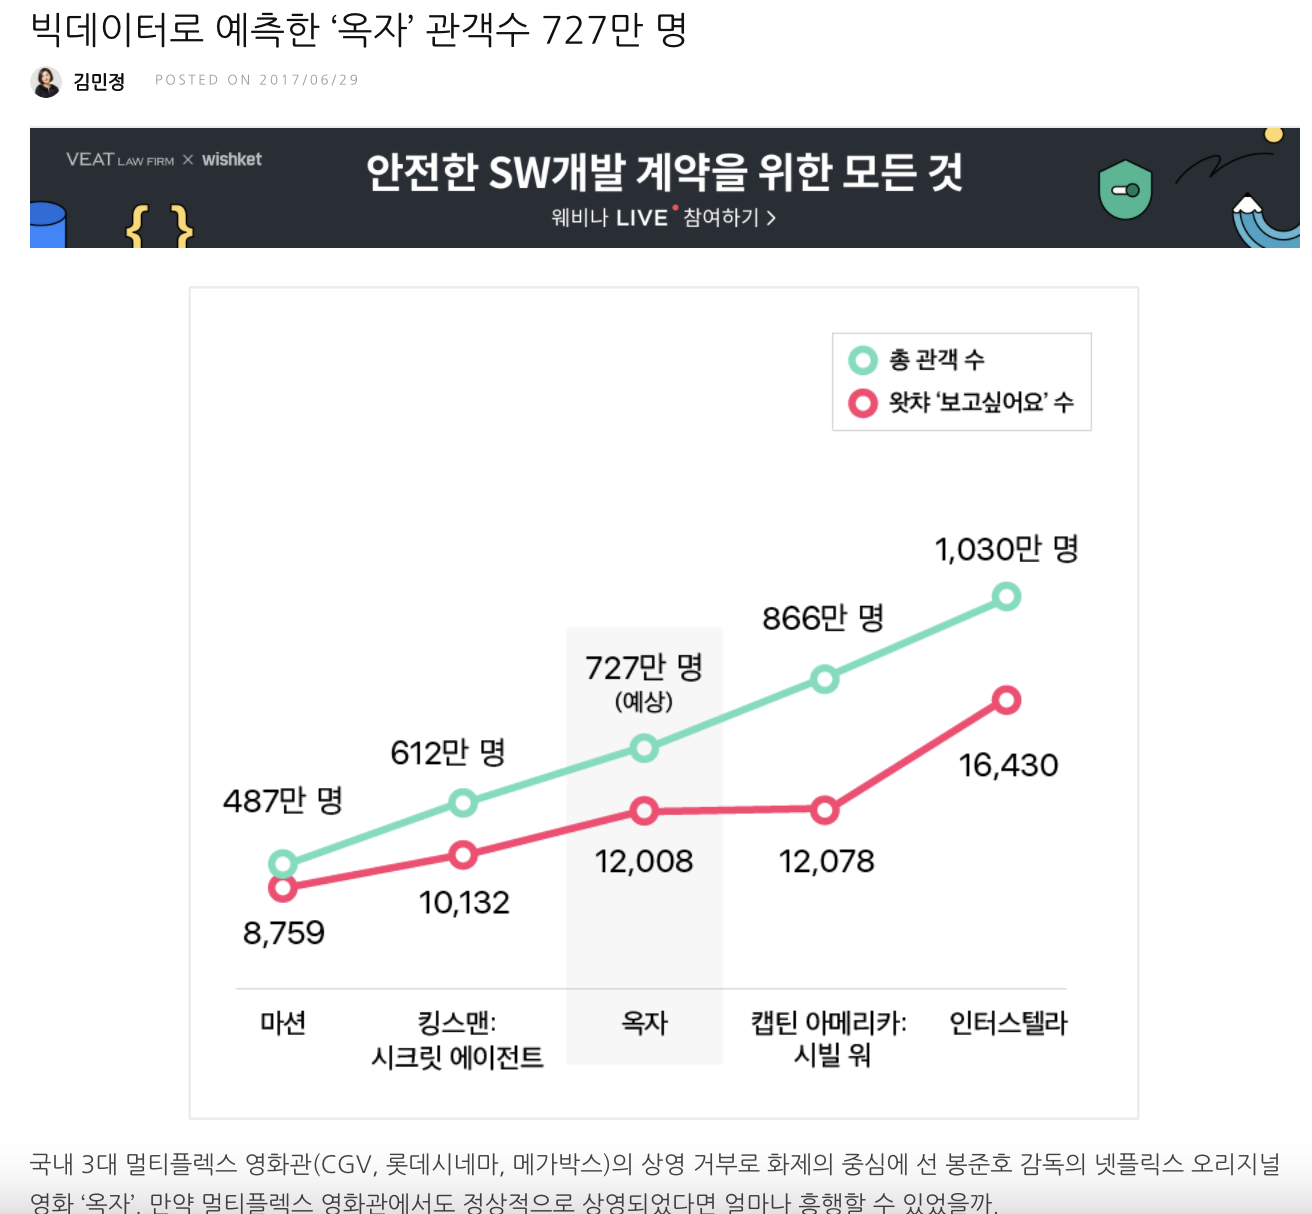 빅데이터로 예측한 ‘옥자’ 관객수 727만 명
김민정 POSTED ON 2017/06/29
VEAT LAW FIRM × wishket
안전한 SW개발 계약을 위한 모든 것
웨비나 LIVE 참여하기 >
{ }
총 관객 수
왓챠 ‘보고싶어요’ 수
1,030만 명
866만 명
727만 명
(예상)
612만 명
487만 명
16,430
12,008
12,078
10,132
8,759
마션
킹스맨:
시크릿 에이전트
옥자
캡틴 아메리카:
시빌 워
인터스텔라
국내 3대 멀티플렉스 영화관(CGV, 롯데시네마, 메가박스)의 상영 거부로 화제의 중심에 선 봉준호 감독의 넷플릭스 오리지널
영화 ‘옥자’. 만약 멀티플렉스 영화관에서도 정상적으로 상영되었다면 얼마나 흥행할 수 있었을까.